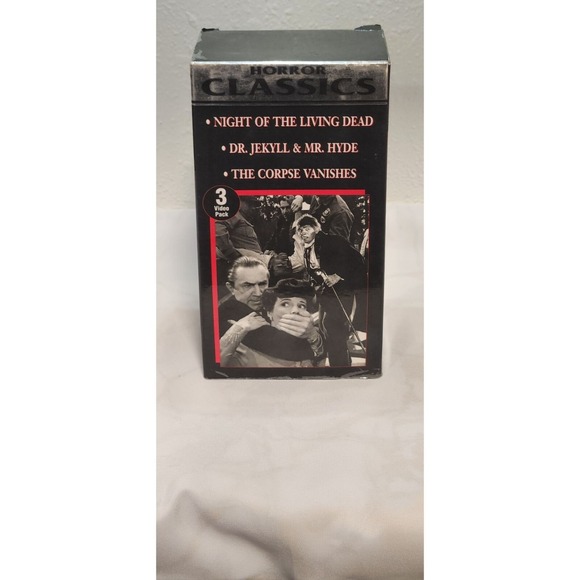 HORROR
CLASSICS
• NIGHT OF THE LIVING DEAD
• DR. JEKYLL & MR. HYDE
• THE CORPSE VANISHES
3
Video
Pack